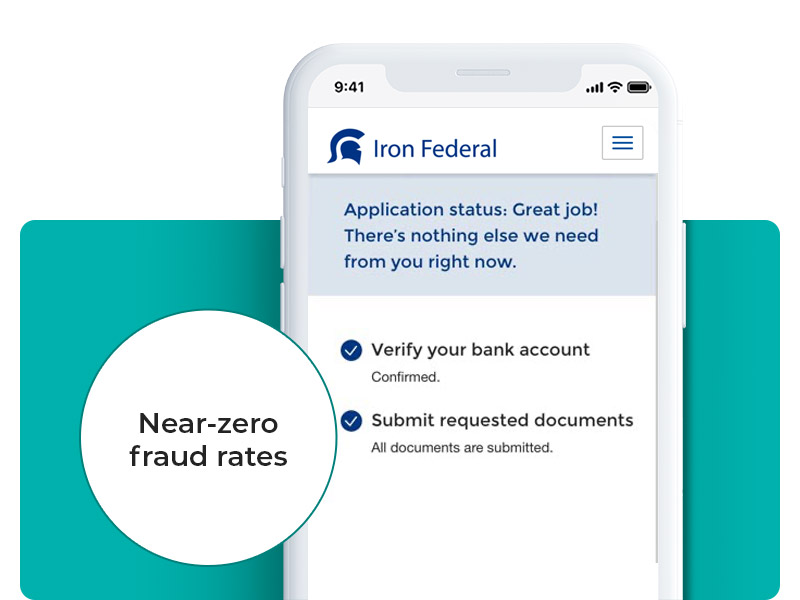 9:41
Iron Federal
Application status: Great job!
There’s nothing else we need
from you right now.
Verify your bank account
Confirmed.
Submit requested documents
All documents are submitted.
Near-zero
fraud rates